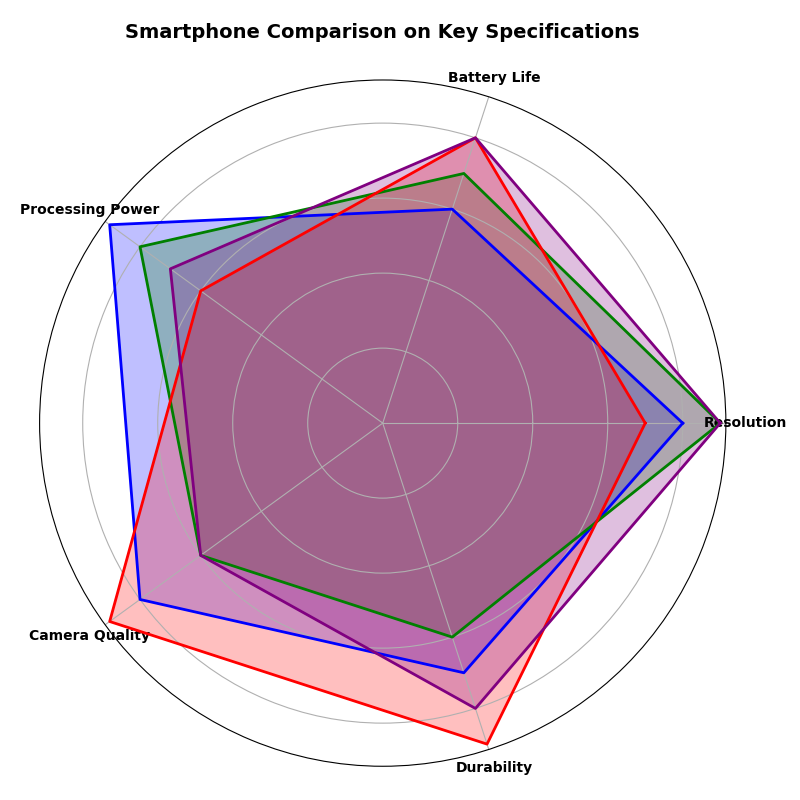 Smartphone Comparison on Key Specifications
Battery Life
Processing Power
Resolution
Camera Quality
Durability